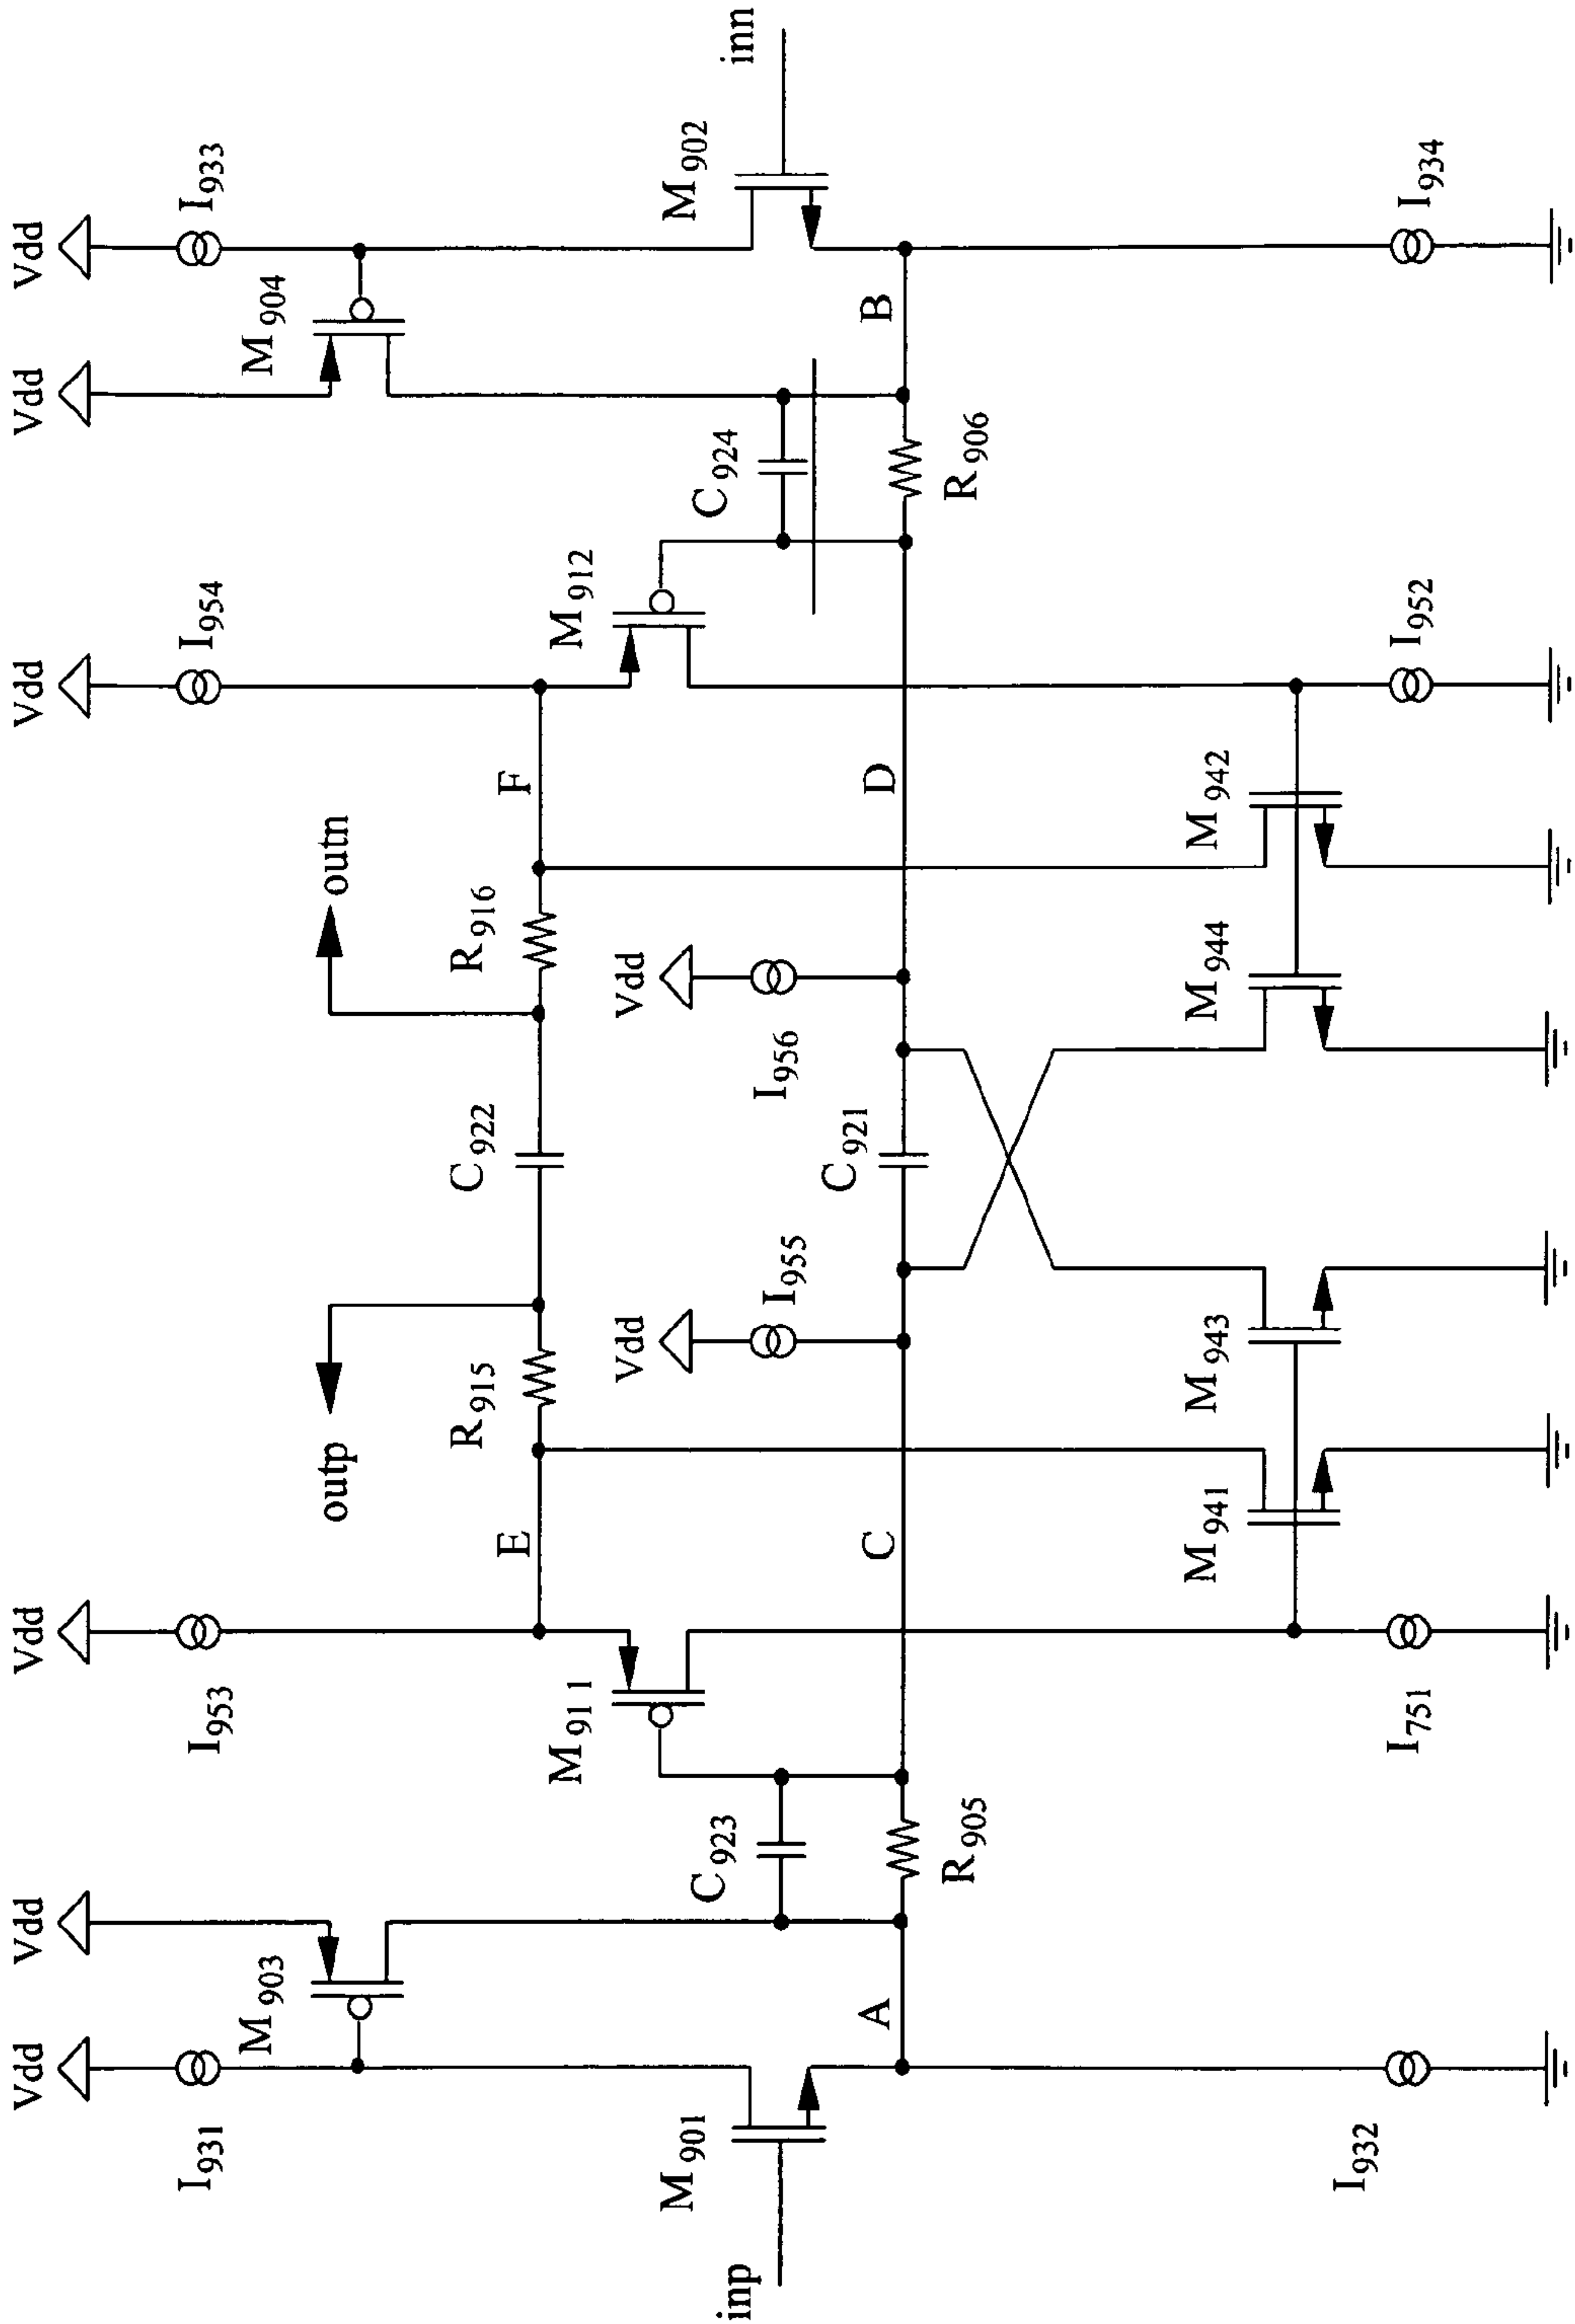 Vdd
Vdd
Vdd
Vdd
Vdd
Vdd
I931
M903
I953
I954
M904
I933
outp
outn
R915
C922
R916
E
F
inp
M901
C923
M911
Vdd
I955
Vdd
I956
M912
C924
M902
inn
A
R905
C
C921
D
R906
B
M941
M943
M944
M942
I932
I751
I952
I934